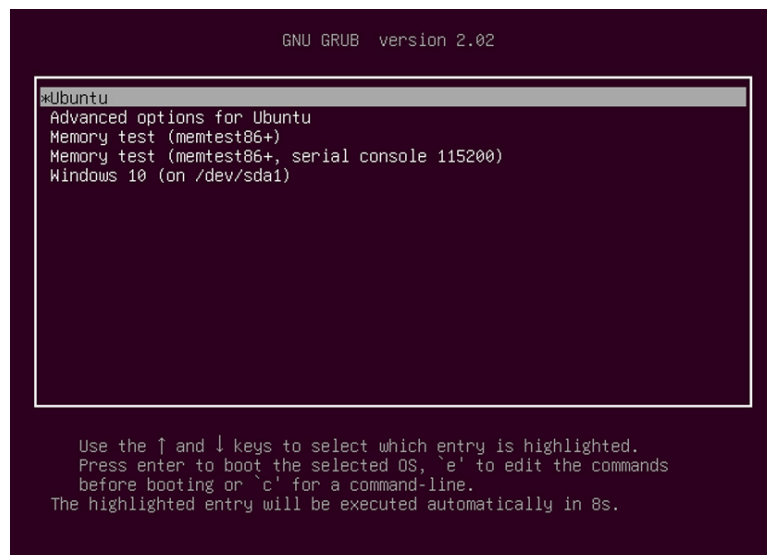 GNU GRUB  version 2.02
*Ubuntu
Advanced options for Ubuntu
Memory test (memtest86+)
Memory test (memtest86+, serial console 115200)
Windows 10 (on /dev/sda1)
Use the ↑ and ↓ keys to select which entry is highlighted.
Press enter to boot the selected OS, `e' to edit the commands
before booting or `c' for a command-line.
The highlighted entry will be executed automatically in 8s.